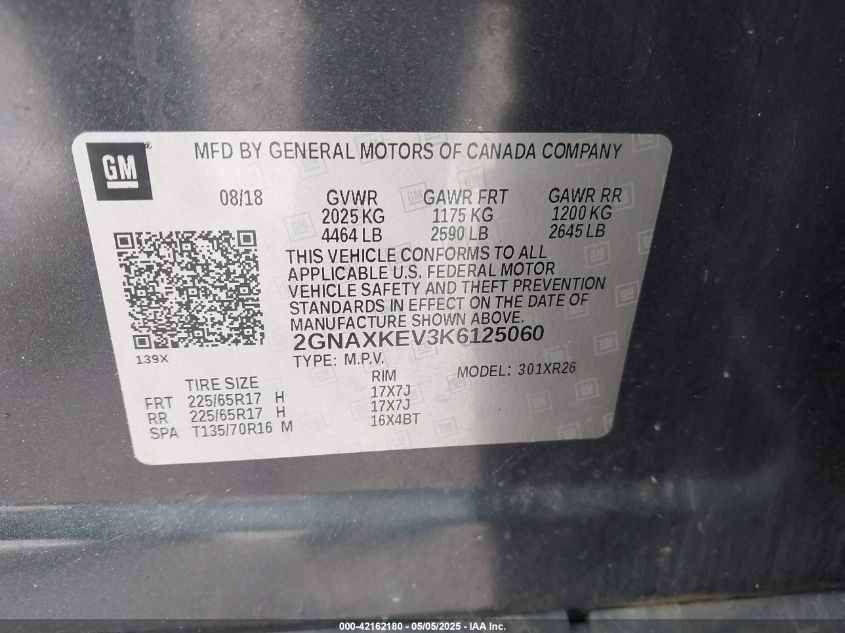 GM ®
MFD BY GENERAL MOTORS OF CANADA COMPANY
08/18 GVWR GAWR FRT GAWR RR
2025 KG 1175 KG 1200 KG
4464 LB 2590 LB 2645 LB
THIS VEHICLE CONFORMS TO ALL
APPLICABLE U.S. FEDERAL MOTOR
VEHICLE SAFETY AND THEFT PREVENTION
STANDARDS IN EFFECT ON THE DATE OF
MANUFACTURE SHOWN ABOVE.
2GNAXKEV3K6125060
139X
TYPE: M.P.V. MODEL: 301XR26
TIRE SIZE RIM
FRT 225/65R17 H 17X7J
RR 225/65R17 H 17X7J
SPA T135/70R16 M 16X4BT
000-42162180 - 05/05/2025 - IAA Inc.